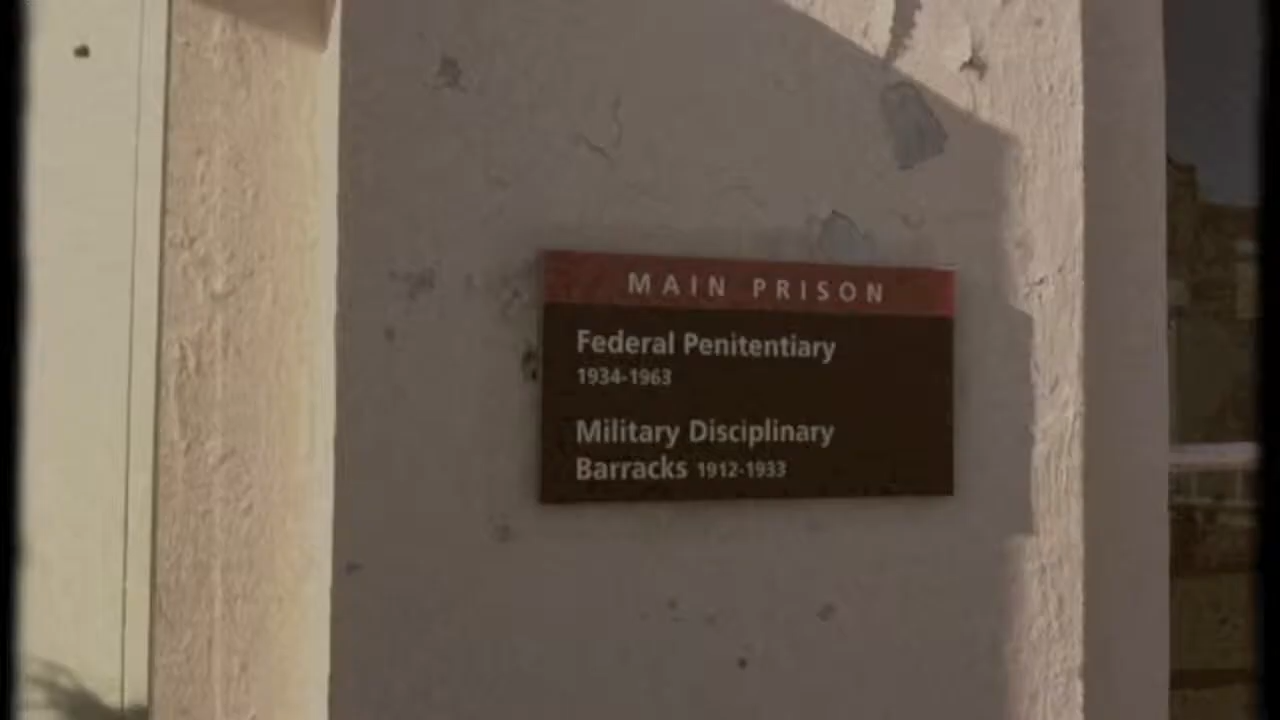 MAIN PRISON
Federal Penitentiary
1934-1963
Military Disciplinary
Barracks 1912-1933